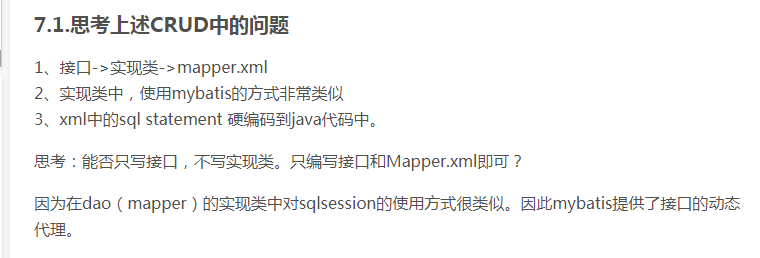 7.1.思考上述CRUD中的问题
1、接口->实现类->mapper.xml
2、实现类中，使用mybatis的方式非常类似
3、xml中的sql statement 硬编码到java代码中。
思考：能否只写接口，不写实现类。只编写接口和Mapper.xml即可？
因为在dao（mapper）的实现类中对sqlsession的使用方式很类似。因此mybatis提供了接口的动态
代理。